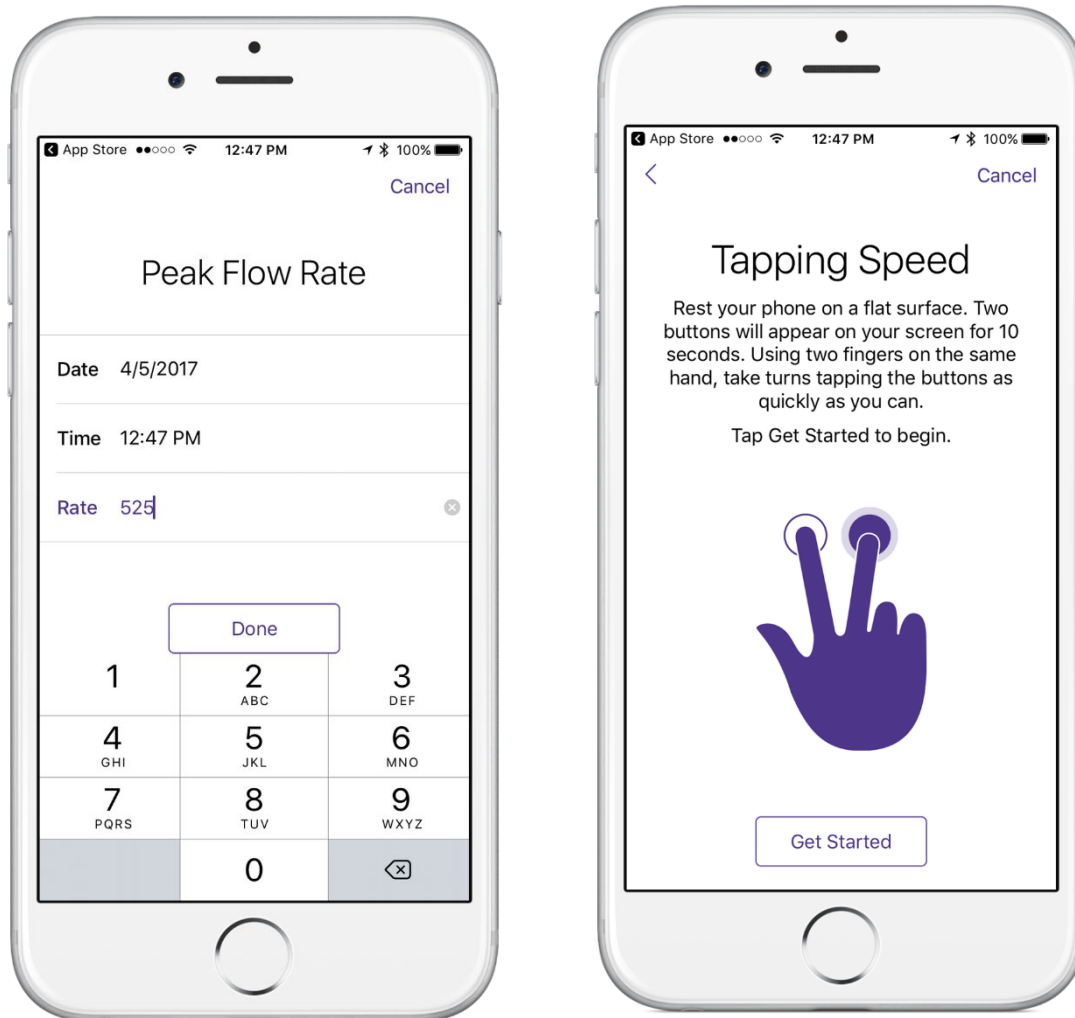 App Store 12:47 PM 100%
Cancel
Peak Flow Rate
Date 4/5/2017
Time 12:47 PM
Rate 525
Done
1 2 3
ABC DEF
4 5 6
GHI JKL MNO
7 8 9
PQRS TUV WXYZ
0
App Store 12:47 PM 100%
Cancel
Tapping Speed
Rest your phone on a flat surface. Two
buttons will appear on your screen for 10
seconds. Using two fingers on the same
hand, take turns tapping the buttons as
quickly as you can.
Tap Get Started to begin.
Get Started